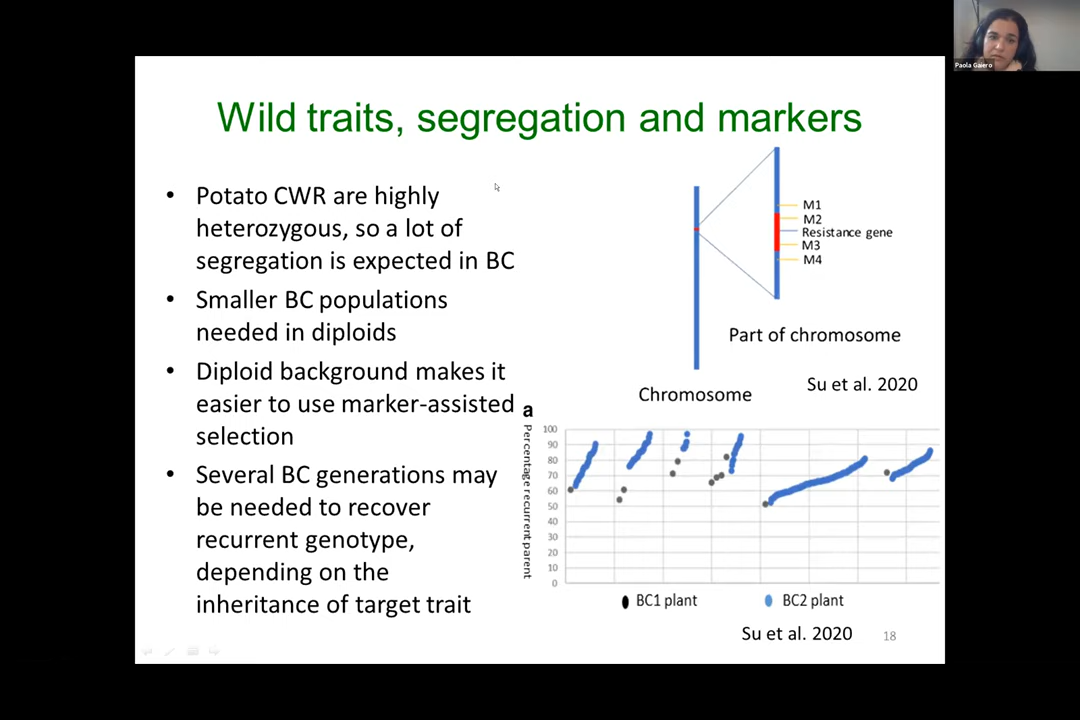 Paola Gaiero
Wild traits, segregation and markers
• Potato CWR are highly
heterozygous, so a lot of
segregation is expected in BC
• Smaller BC populations
needed in diploids
• Diploid background makes it
easier to use marker-assisted
selection
• Several BC generations may
be needed to recover
recurrent genotype,
depending on the
inheritance of target trait
M1
M2
Resistance gene
M3
M4
Part of chromosome
Chromosome
Su et al. 2020
a
Percentage recurrent parent
100
90
80
70
60
50
40
30
20
10
0
BC1 plant
BC2 plant
Su et al. 2020
18